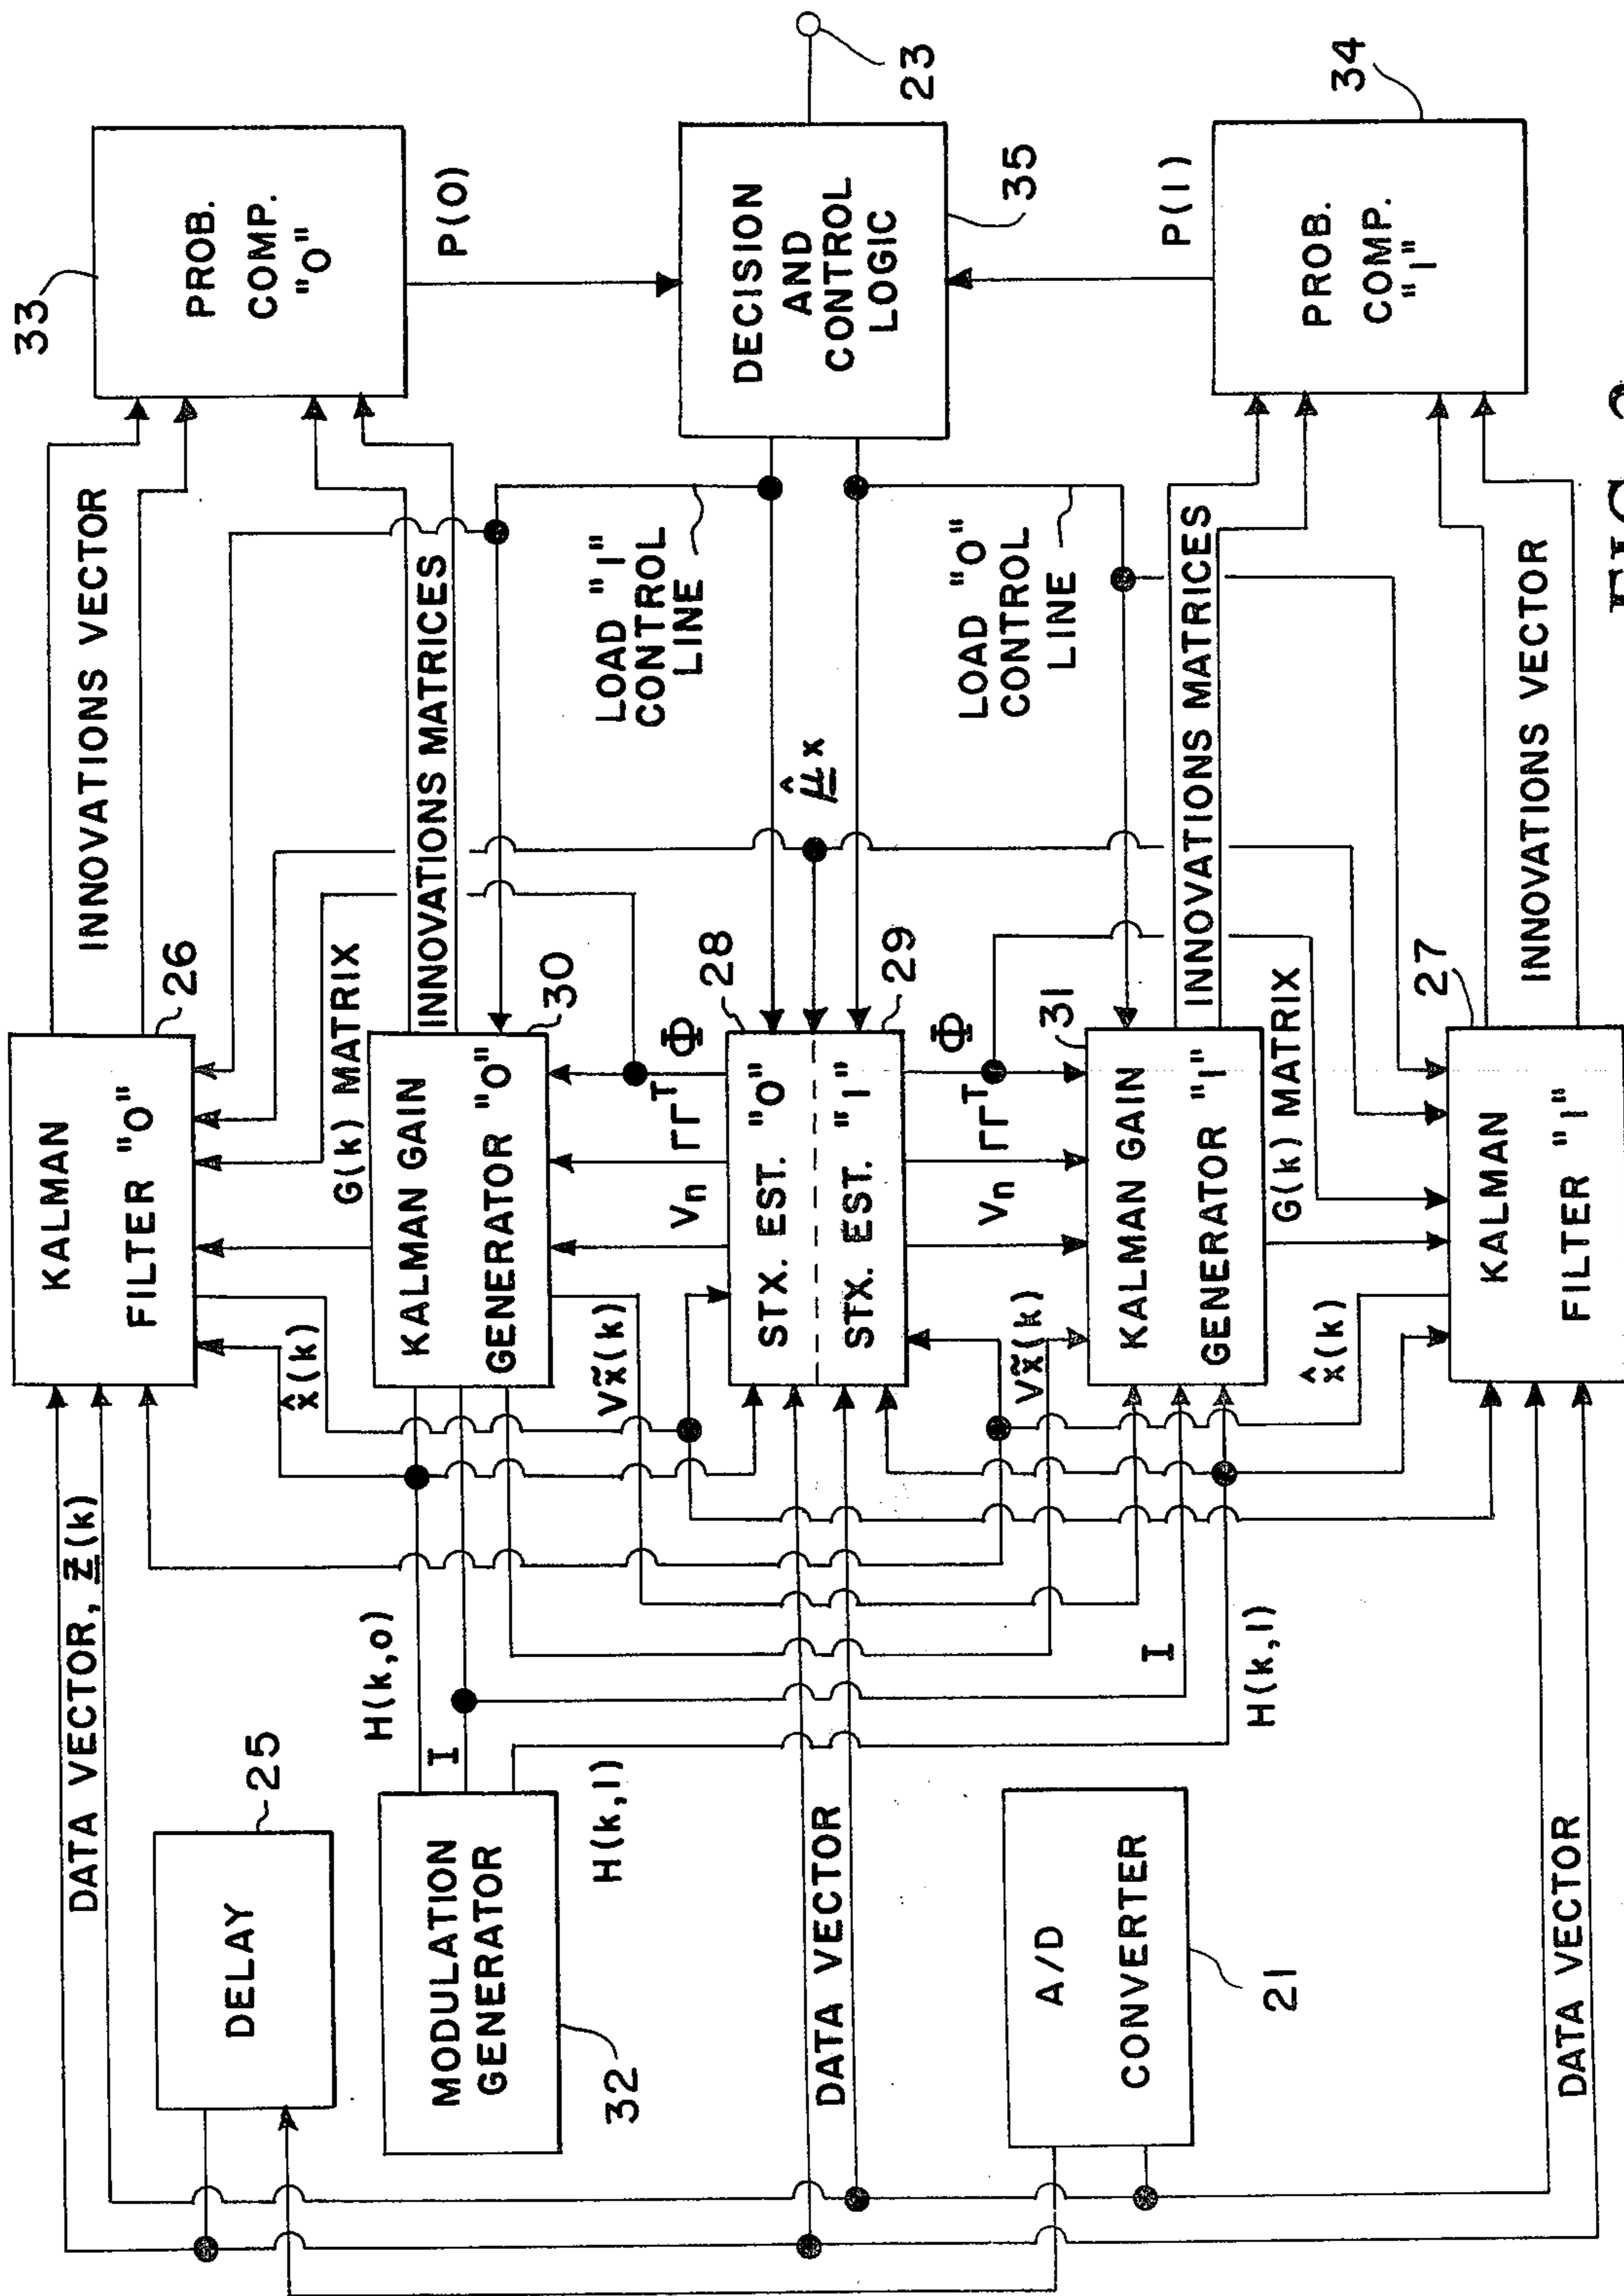 33
PROB.
COMP.
"0"
P(0)
23
DECISION
AND
CONTROL
LOGIC
35
P(1)
34
PROB.
COMP.
"1"
INNOVATIONS VECTOR
INNOVATIONS MATRICES
LOAD "1"
CONTROL
LINE
LOAD "0"
CONTROL
LINE
μ̂x
INNOVATIONS MATRICES
INNOVATIONS VECTOR
26
KALMAN
FILTER "0"
G(k) MATRIX
30
KALMAN GAIN
GENERATOR "0"
Φ
ΓΓᵀ
Vn
28
STX. EST. "0"
STX. EST. "1"
29
Φ
ΓΓᵀ
Vn
31
KALMAN GAIN
GENERATOR "1"
G(k) MATRIX
27
KALMAN
FILTER "1"
x̂(k)
Vx̃(k)
Vx̃(k)
x̂(k)
DATA VECTOR, z(k)
H(k,0)
I
H(k,1)
I
H(k,1)
25
DELAY
MODULATION
GENERATOR
32
DATA VECTOR
A/D
CONVERTER
21
DATA VECTOR